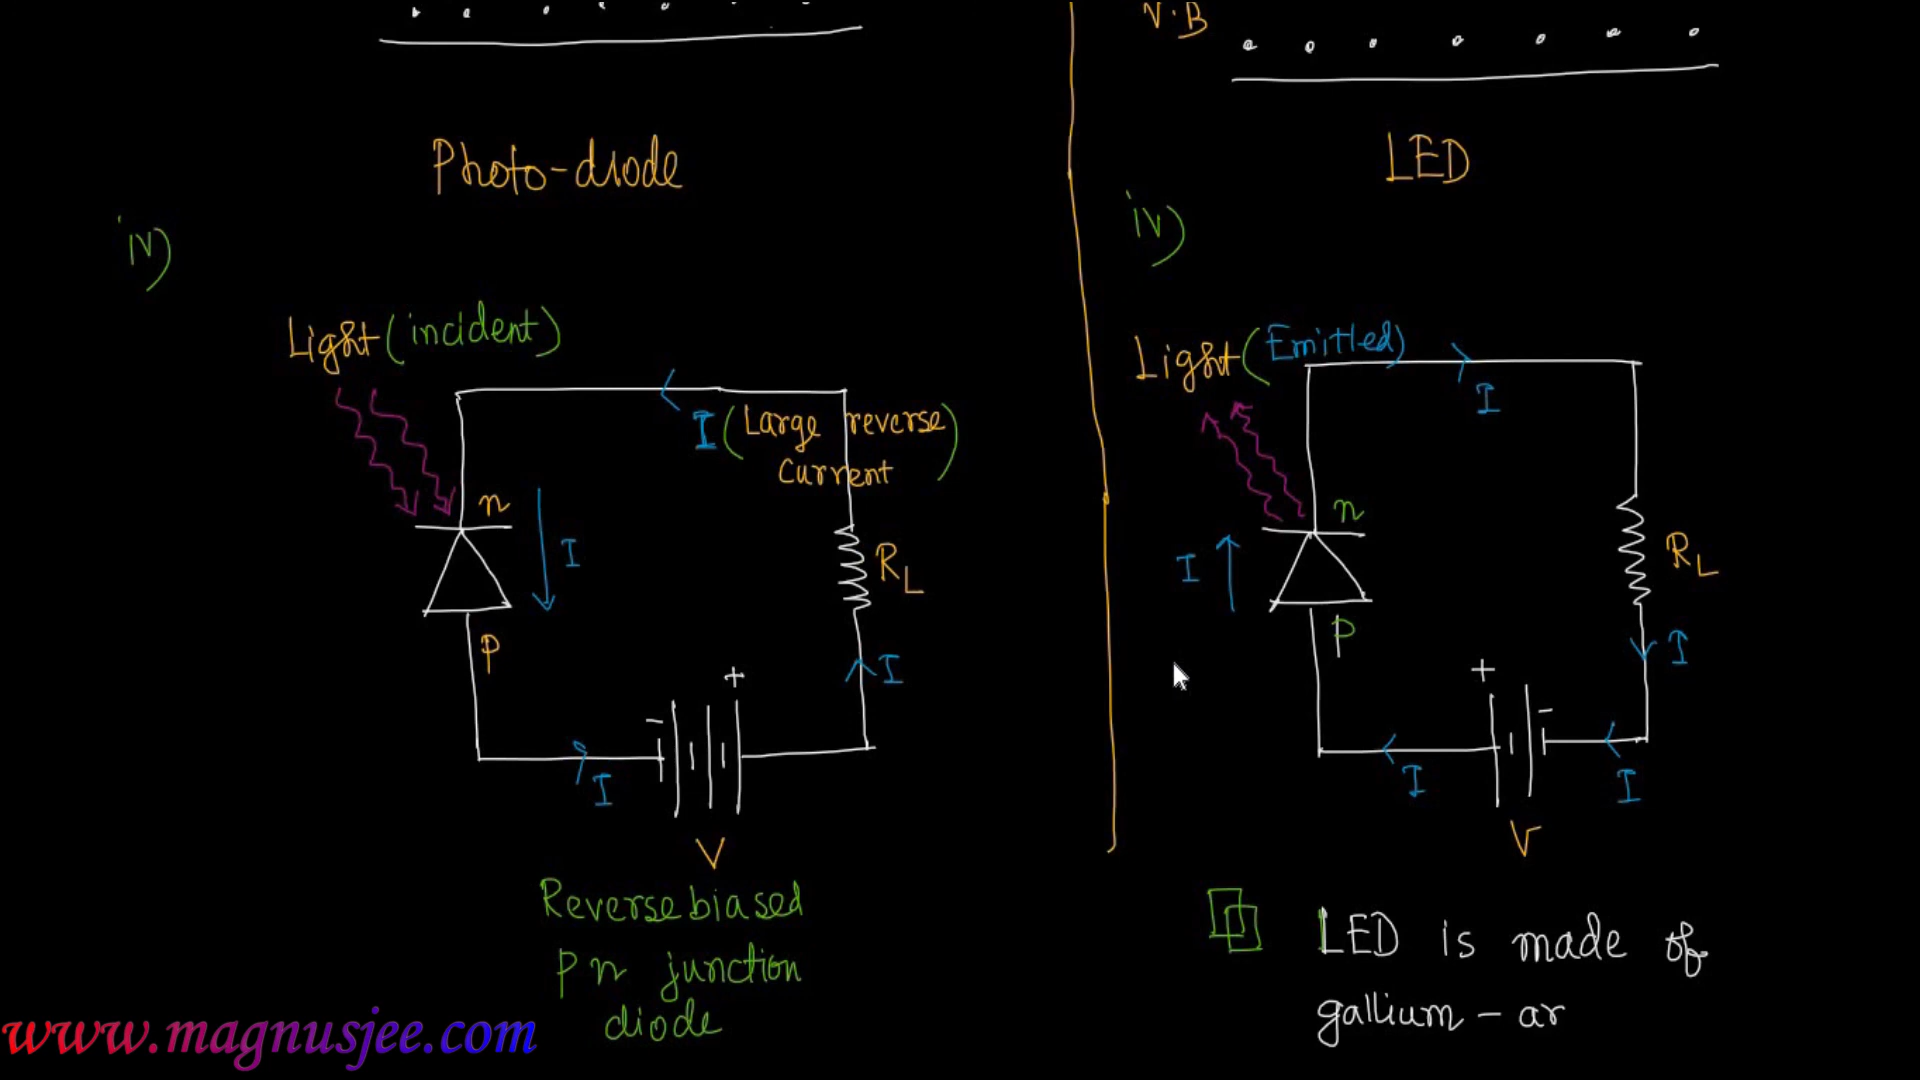 V.B
Photo-diode
iv)
Light (incident)
I (Large reverse
Current)
n
I
RL
p
I
+
-
I
V
Reverse biased
pn junction
diode
LED
iv)
Light (Emitted)
I
n
I
RL
p
I
+
-
I
I
V
LED is made of
gallium - ar
www.magnusjee.com